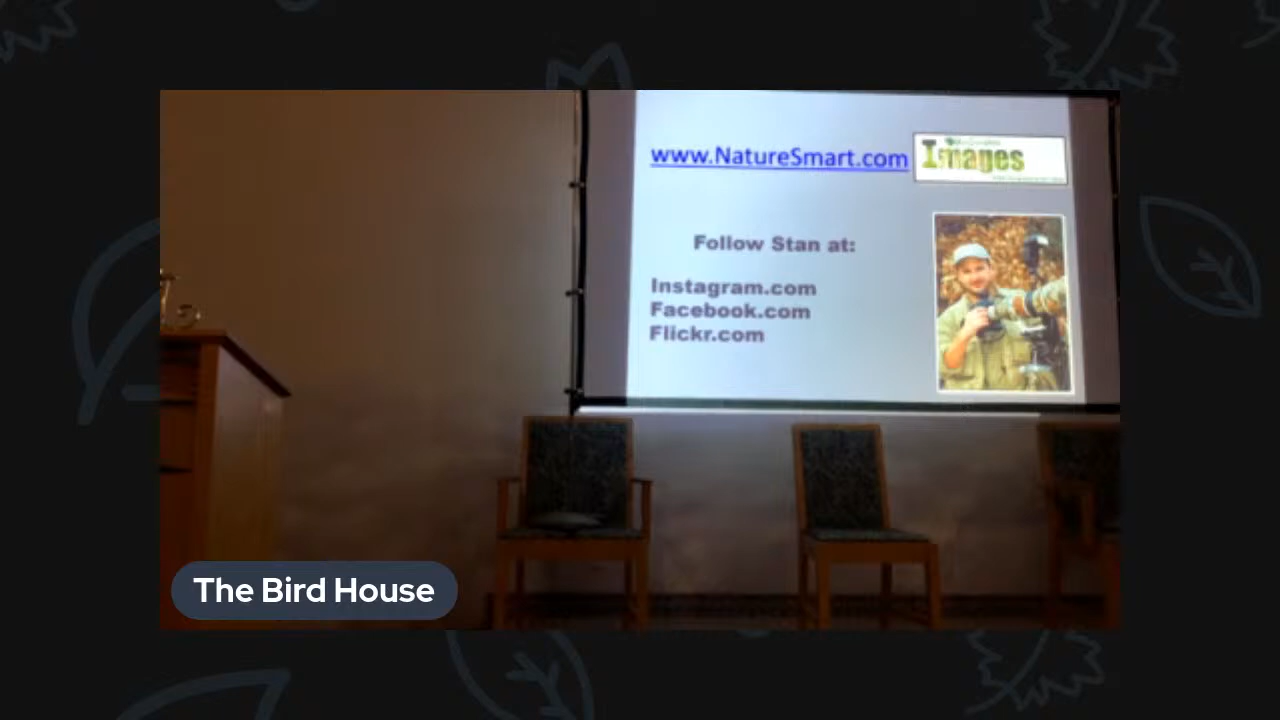 www.NatureSmart.com
Images
Follow Stan at:
Instagram.com
Facebook.com
Flickr.com
The Bird House